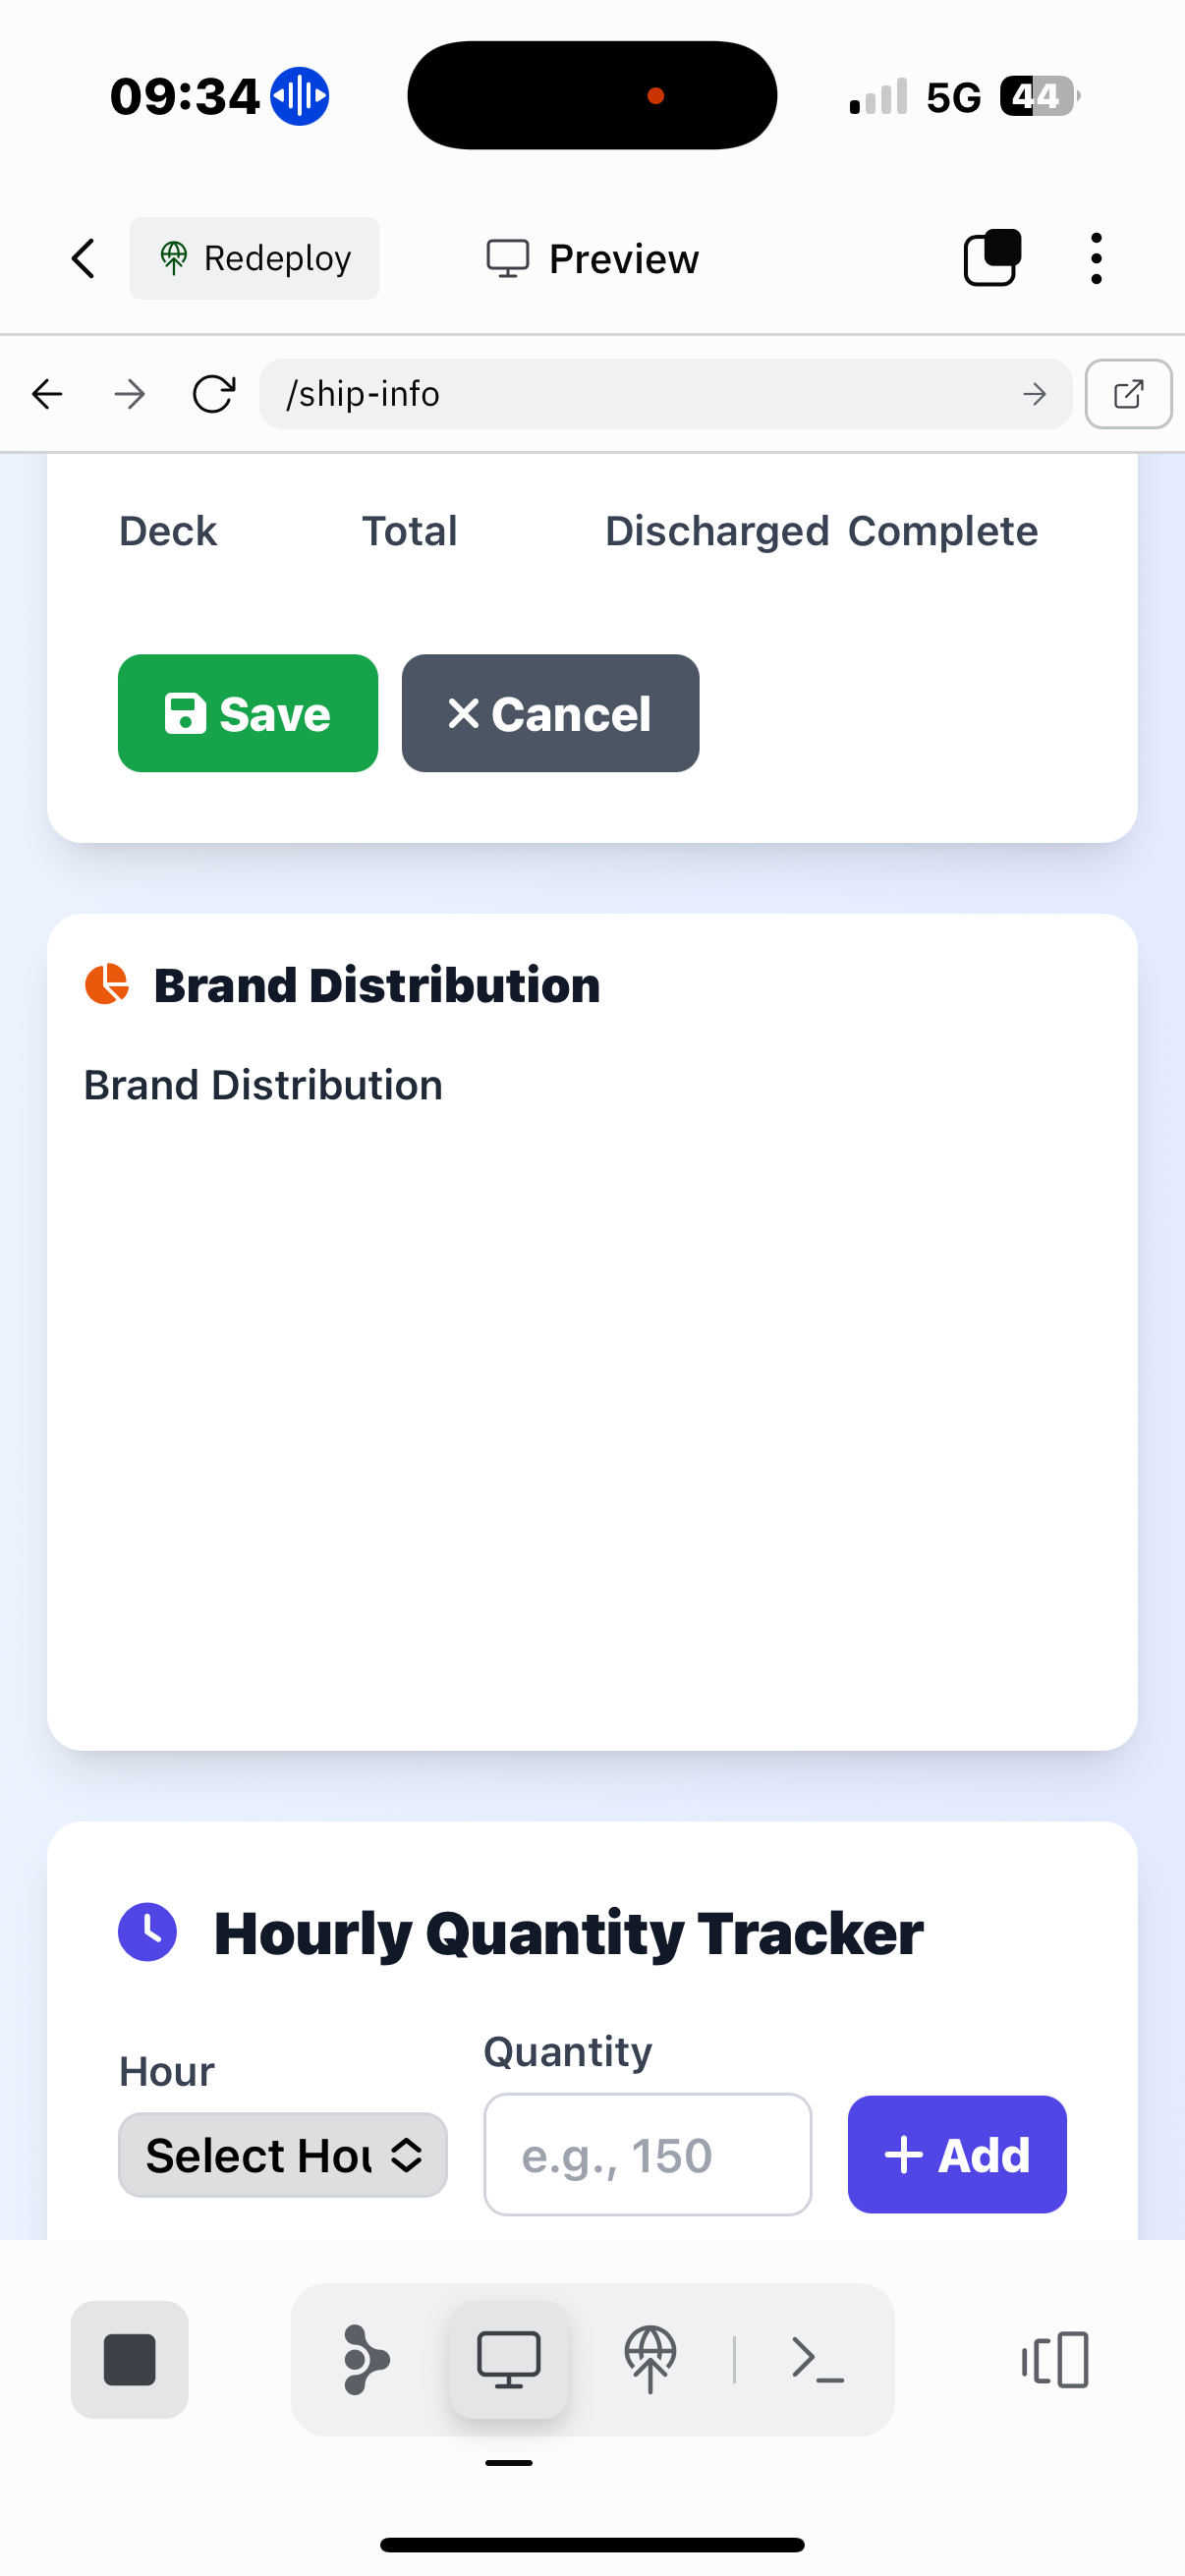 09:34 5G 44
Redeploy Preview
/ship-info
Deck Total Discharged Complete
Save Cancel
Brand Distribution
Brand Distribution
Hourly Quantity Tracker
Hour Quantity
Select Hou e.g., 150 + Add